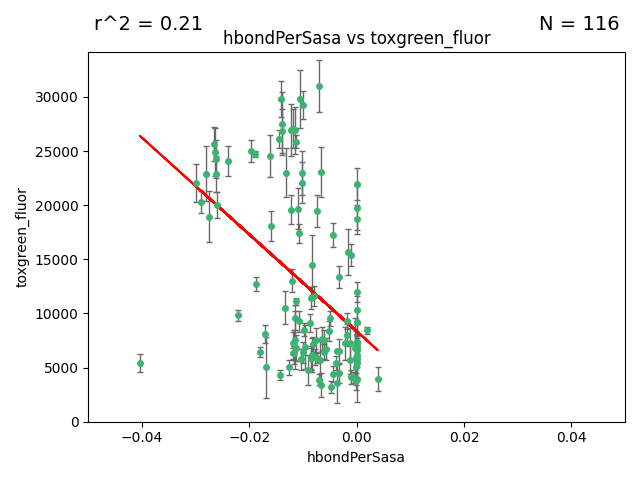 r^2 = 0.21
N = 116
hbondPerSasa vs toxgreen_fluor
toxgreen_fluor
30000
25000
20000
15000
10000
5000
0
−0.04
−0.02
0.00
0.02
0.04
hbondPerSasa